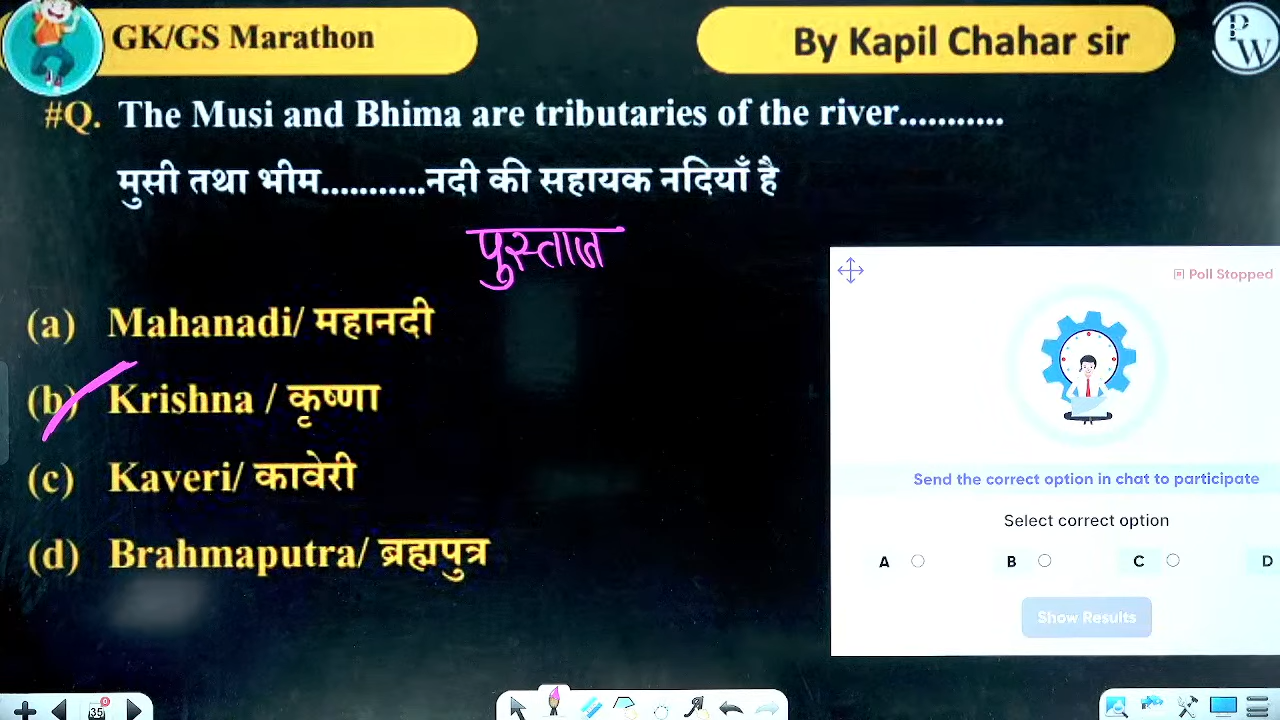 GK/GS Marathon
By Kapil Chahar sir
PW
#Q. The Musi and Bhima are tributaries of the river...........
मुसी तथा भीम...........नदी की सहायक नदियाँ है
पुस्ताज
(a) Mahanadi/ महानदी
(b) Krishna / कृष्णा
(c) Kaveri/ कावेरी
(d) Brahmaputra/ ब्रह्मपुत्र
Poll Stopped
Send the correct option in chat to participate
Select correct option
A B C D
Show Results
35